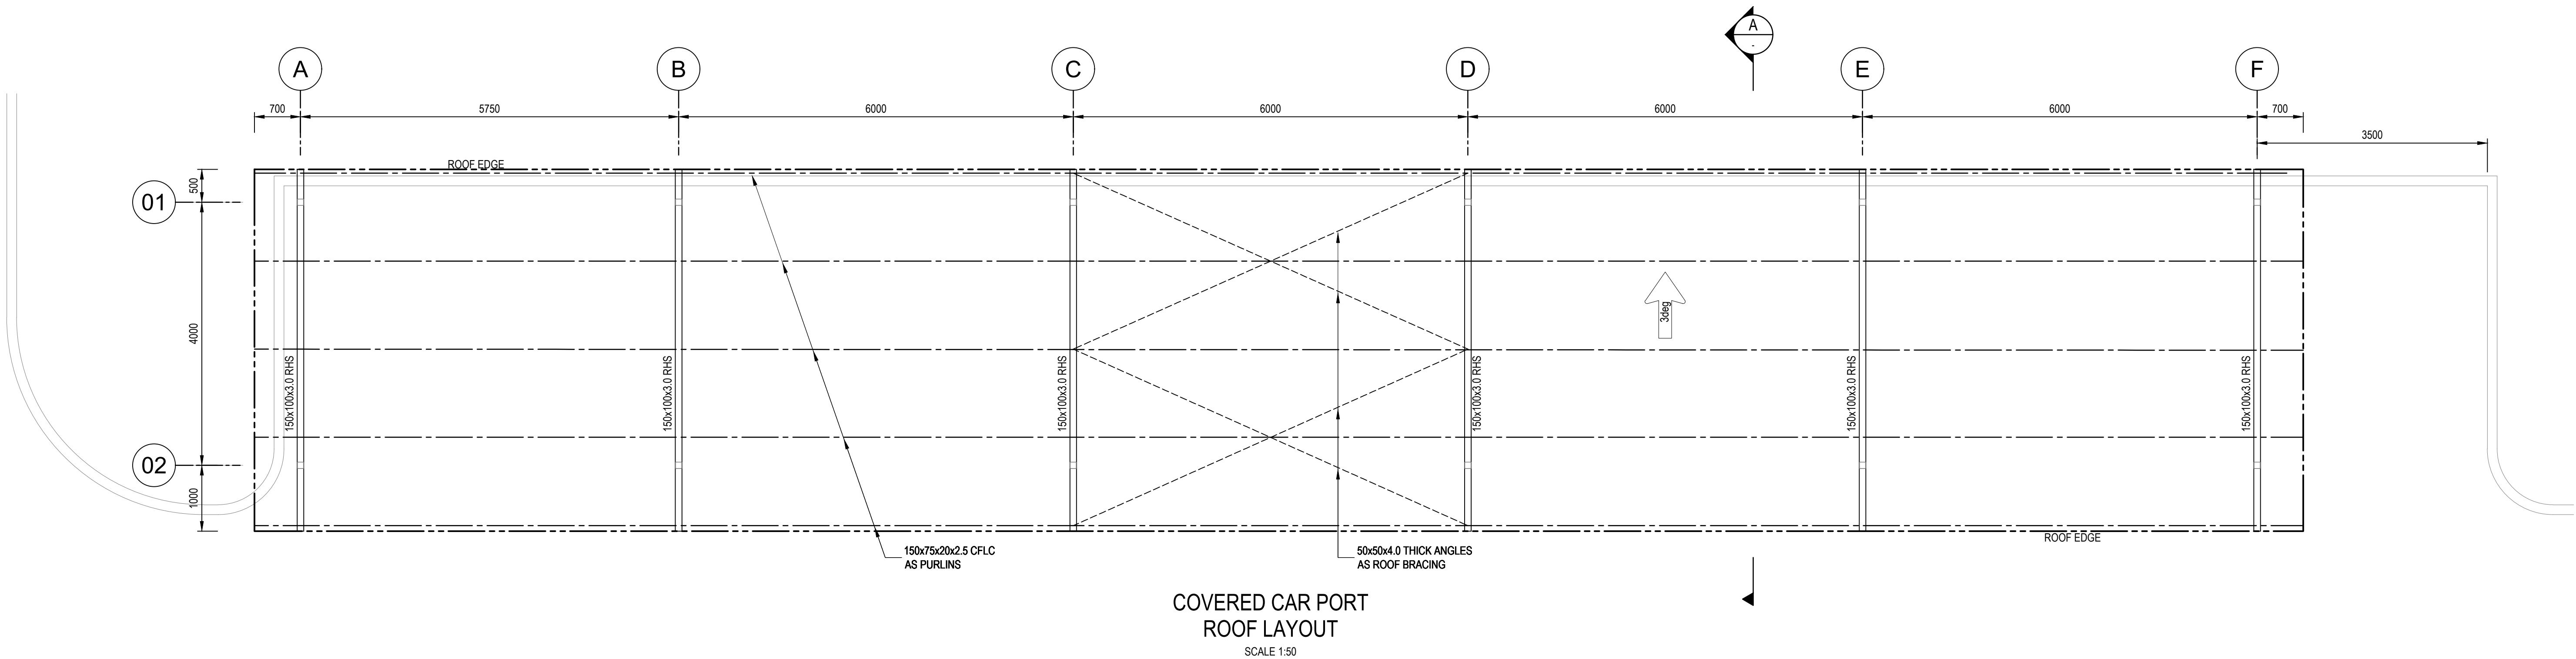 A
A
B
C
D
E
F
700
5750
6000
6000
6000
6000
700
3500
ROOF EDGE
500
01
4000
3deg
150x100x3.0 RHS
150x100x3.0 RHS
150x100x3.0 RHS
150x100x3.0 RHS
150x100x3.0 RHS
150x100x3.0 RHS
02
1000
ROOF EDGE
150x75x20x2.5 CFLC
AS PURLINS
50x50x4.0 THICK ANGLES
AS ROOF BRACING
COVERED CAR PORT
ROOF LAYOUT
SCALE 1:50